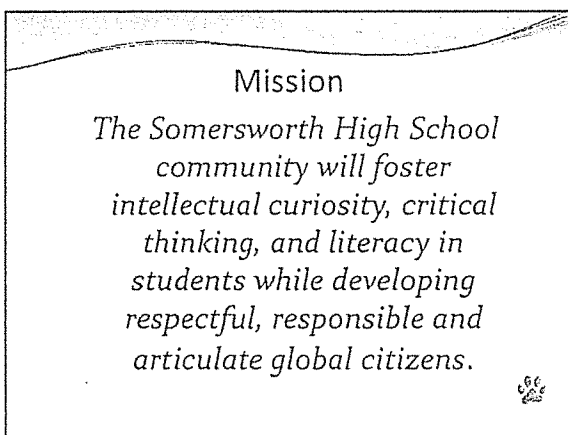 Mission
The Somersworth High School
community will foster
intellectual curiosity, critical
thinking, and literacy in
students while developing
respectful, responsible and
articulate global citizens.